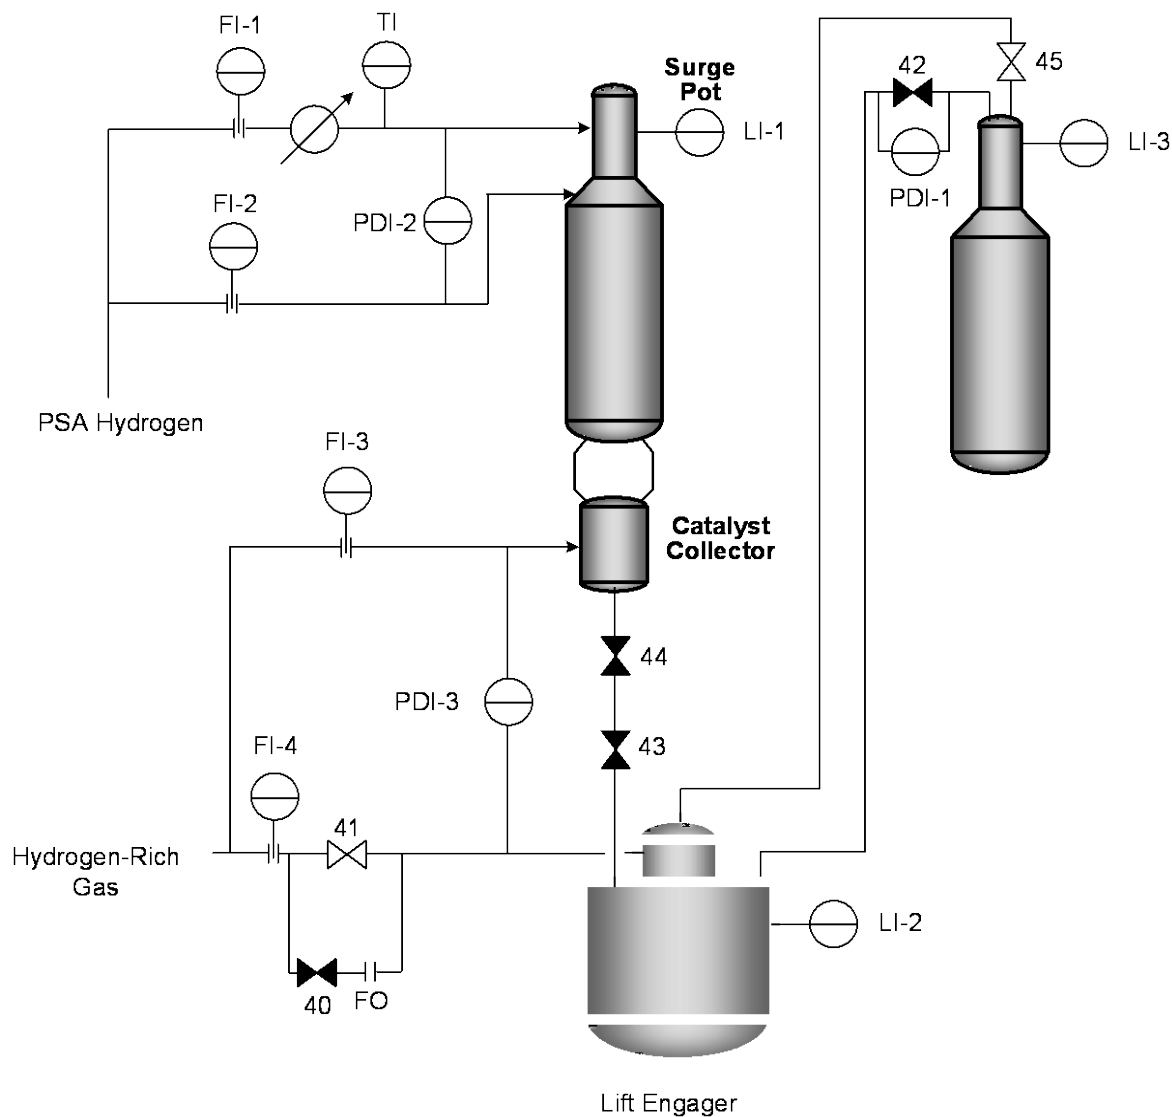 FI-1
TI
Surge
Pot
LI-1
42
45
PDI-1
LI-3
FI-2
PDI-2
PSA Hydrogen
FI-3
Catalyst
Collector
44
PDI-3
43
FI-4
41
Hydrogen-Rich
Gas
40
FO
LI-2
Lift Engager